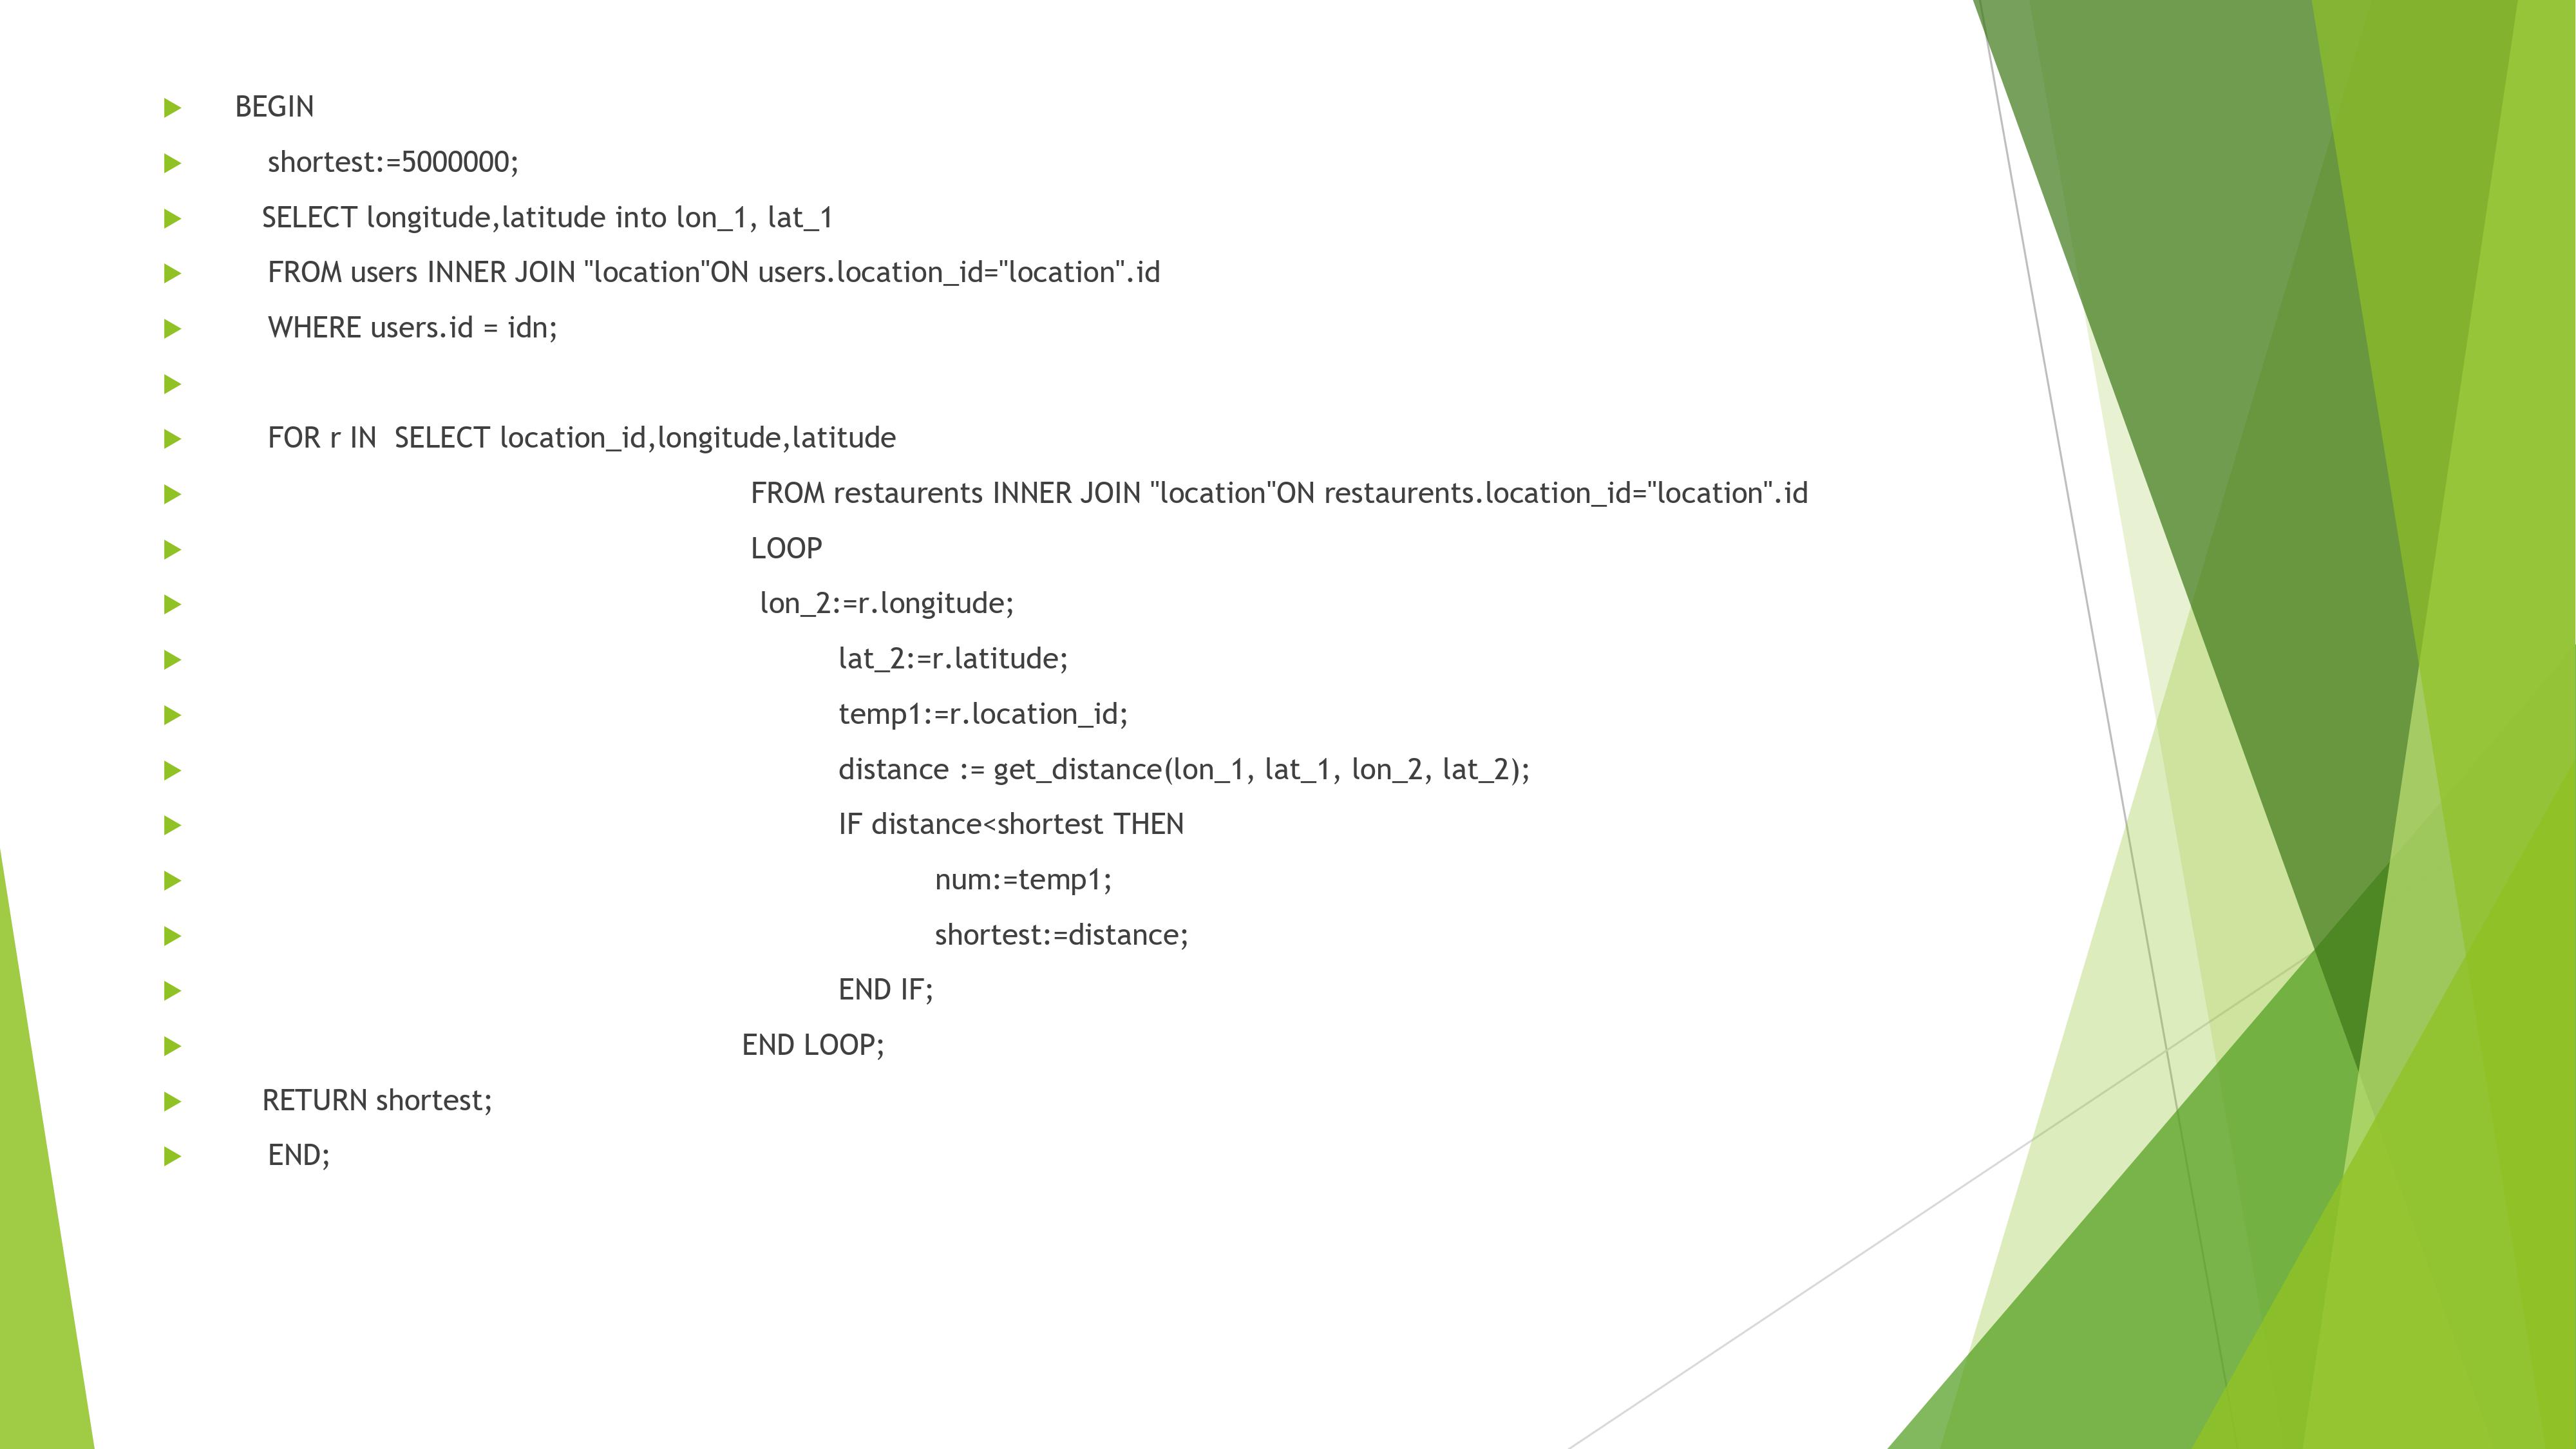 BEGIN
shortest:=5000000;
SELECT longitude,latitude into lon_1, lat_1
FROM users INNER JOIN "location"ON users.location_id="location".id
WHERE users.id = idn;
FOR r IN  SELECT location_id,longitude,latitude
FROM restaurents INNER JOIN "location"ON restaurents.location_id="location".id
LOOP
lon_2:=r.longitude;
lat_2:=r.latitude;
temp1:=r.location_id;
distance := get_distance(lon_1, lat_1, lon_2, lat_2);
IF distance<shortest THEN
num:=temp1;
shortest:=distance;
END IF;
END LOOP;
RETURN shortest;
END;